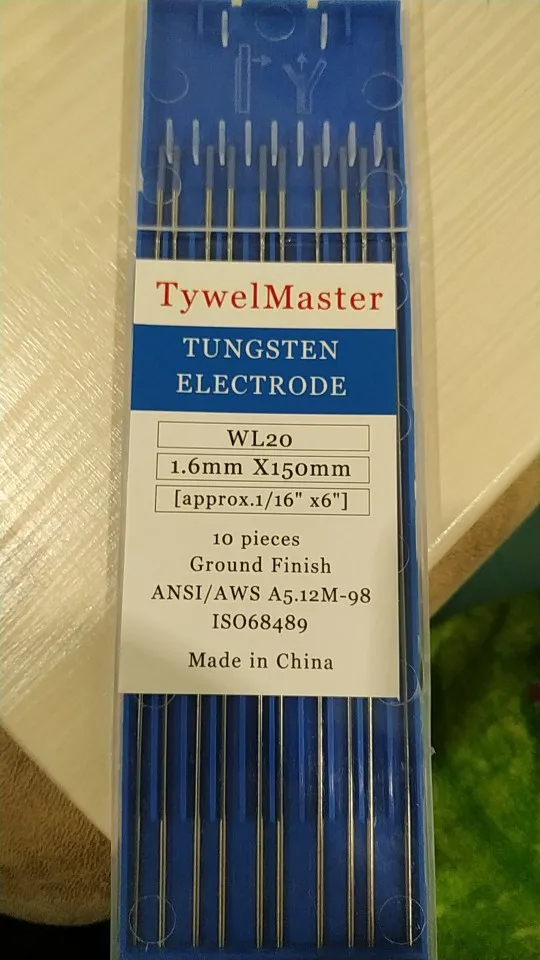 TywelMaster
TUNGSTEN
ELECTRODE
WL20
1.6mm X150mm
[approx.1/16" x6"]
10 pieces
Ground Finish
ANSI/AWS A5.12M-98
ISO68489
Made in China